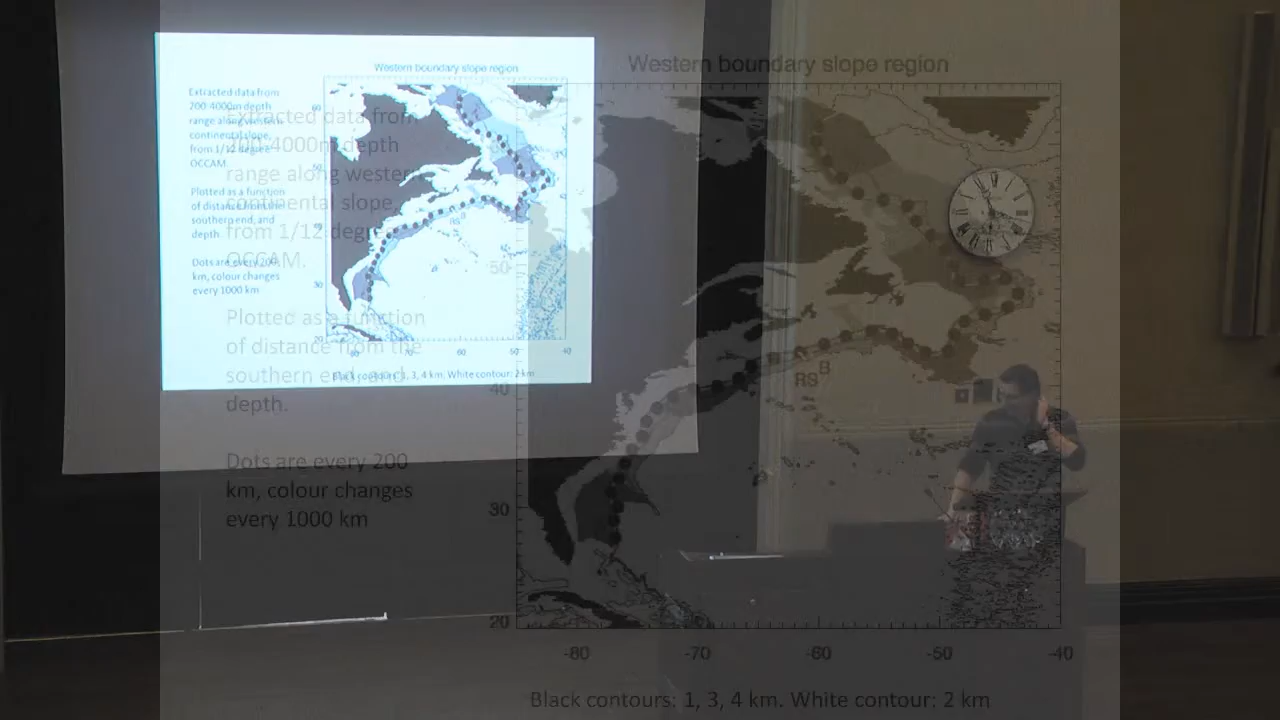 Western boundary slope region
Extracted data from
200-4000m depth
range along western
continental slope,
from 1/12 degree
OCCAM.
Plotted as a function
of distance from the
southern end, and
depth.
Dots are every 200
km, colour changes
every 1000 km
RS B
30
20
60
50
40
Black contours: 1, 3, 4 km. White contour: 2 km
Western boundary slope region
Extracted data from
200-4000m depth
range along western
continental slope,
from 1/12 degree
OCCAM.
Plotted as a function
of distance from the
southern end, and
depth.
Dots are every 200
km, colour changes
every 1000 km
50
40
30
20
RS B
-80 -70 -60 -50 -40
Black contours: 1, 3, 4 km. White contour: 2 km